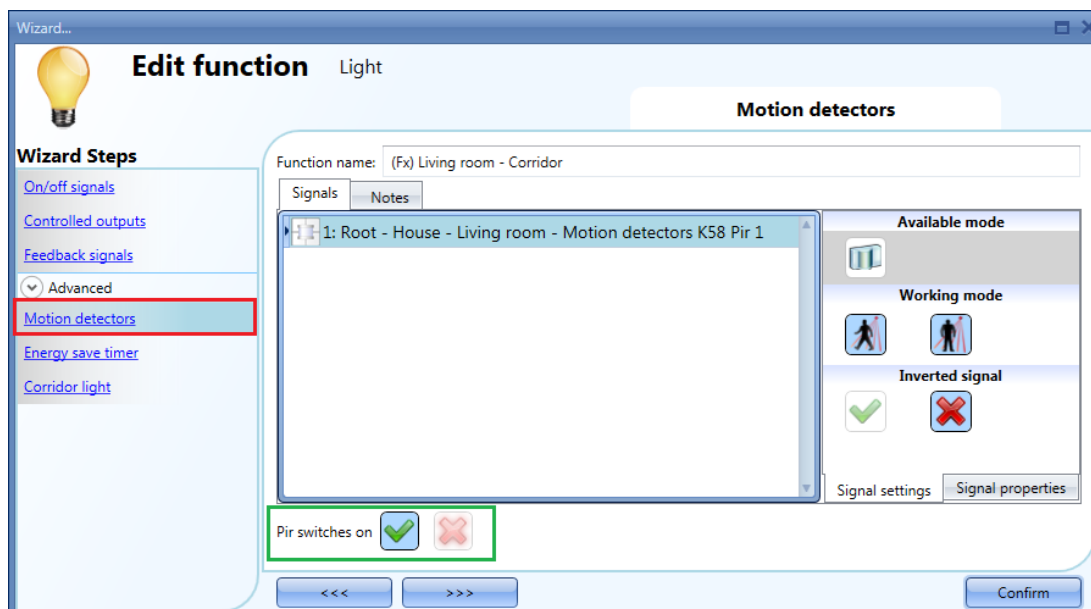 Wizard...
Edit function Light
Motion detectors
Wizard Steps
On/off signals
Controlled outputs
Feedback signals
Advanced
Motion detectors
Energy save timer
Corridor light
Function name: (Fx) Living room - Corridor
Signals Notes
1: Root - House - Living room - Motion detectors K58 Pir 1
Available mode
Working mode
Inverted signal
Signal settings Signal properties
Pir switches on
<<< >>> Confirm